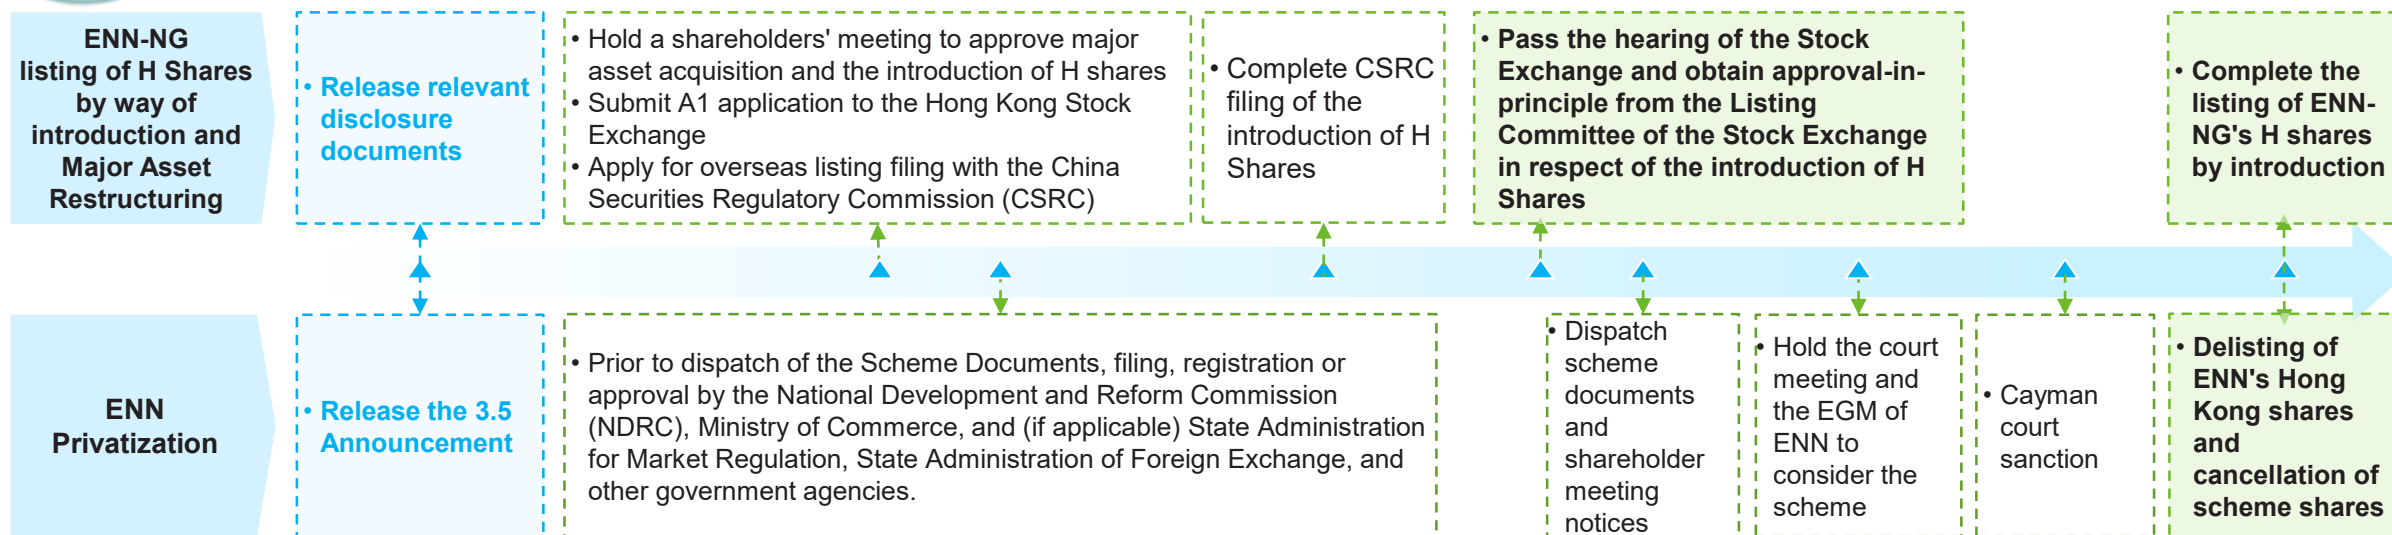 ENN-NG
listing of H Shares
by way of
introduction and
Major Asset
Restructuring
• Release relevant
disclosure
documents
• Hold a shareholders' meeting to approve major
asset acquisition and the introduction of H shares
• Submit A1 application to the Hong Kong Stock
Exchange
• Apply for overseas listing filing with the China
Securities Regulatory Commission (CSRC)
• Complete CSRC
filing of the
introduction of H
Shares
• Pass the hearing of the Stock
Exchange and obtain approval-in-
principle from the Listing
Committee of the Stock Exchange
in respect of the introduction of H
Shares
• Complete the
listing of ENN-
NG's H shares
by introduction
ENN
Privatization
• Release the 3.5
Announcement
• Prior to dispatch of the Scheme Documents, filing, registration or
approval by the National Development and Reform Commission
(NDRC), Ministry of Commerce, and (if applicable) State Administration
for Market Regulation, State Administration of Foreign Exchange, and
other government agencies.
• Dispatch
scheme
documents
and
shareholder
meeting
notices
• Hold the court
meeting and
the EGM of
ENN to
consider the
scheme
• Cayman
court
sanction
• Delisting of
ENN's Hong
Kong shares
and
cancellation of
scheme shares